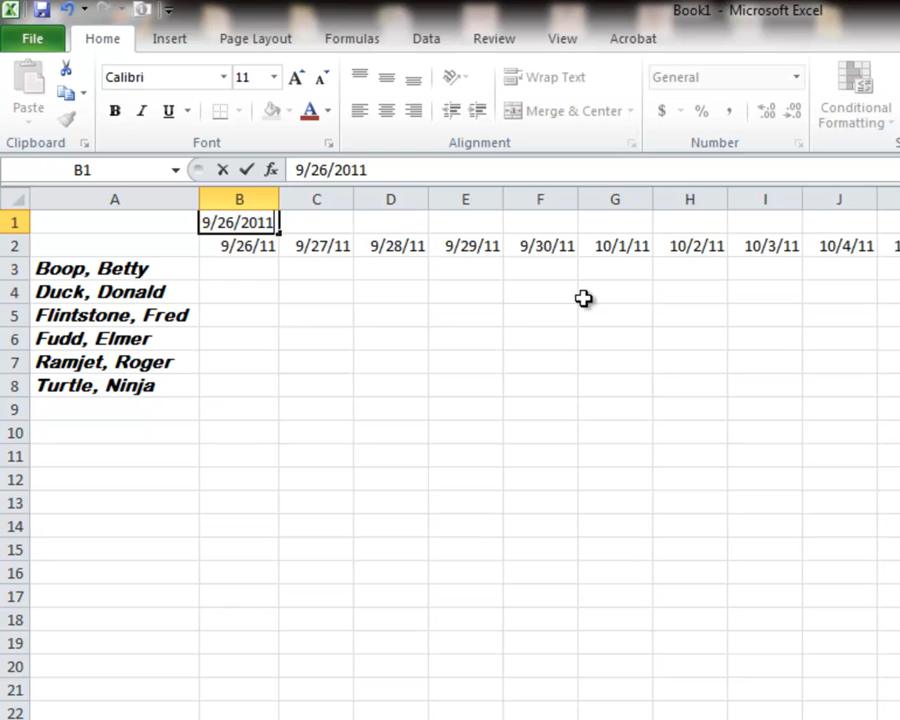 Book1 - Microsoft Excel
File Home Insert Page Layout Formulas Data Review View Acrobat
Calibri 11 A A Wrap Text General
Paste B I U A Merge & Center $ % , .0 .00 .00 .0 Conditional Formatting
Clipboard Font Alignment Number
B1 fx 9/26/2011
A B C D E F G H I J
1 9/26/2011
2 9/26/11 9/27/11 9/28/11 9/29/11 9/30/11 10/1/11 10/2/11 10/3/11 10/4/11 1
3 Boop, Betty
4 Duck, Donald
5 Flintstone, Fred
6 Fudd, Elmer
7 Ramjet, Roger
8 Turtle, Ninja
9
10
11
12
13
14
15
16
17
18
19
20
21
22